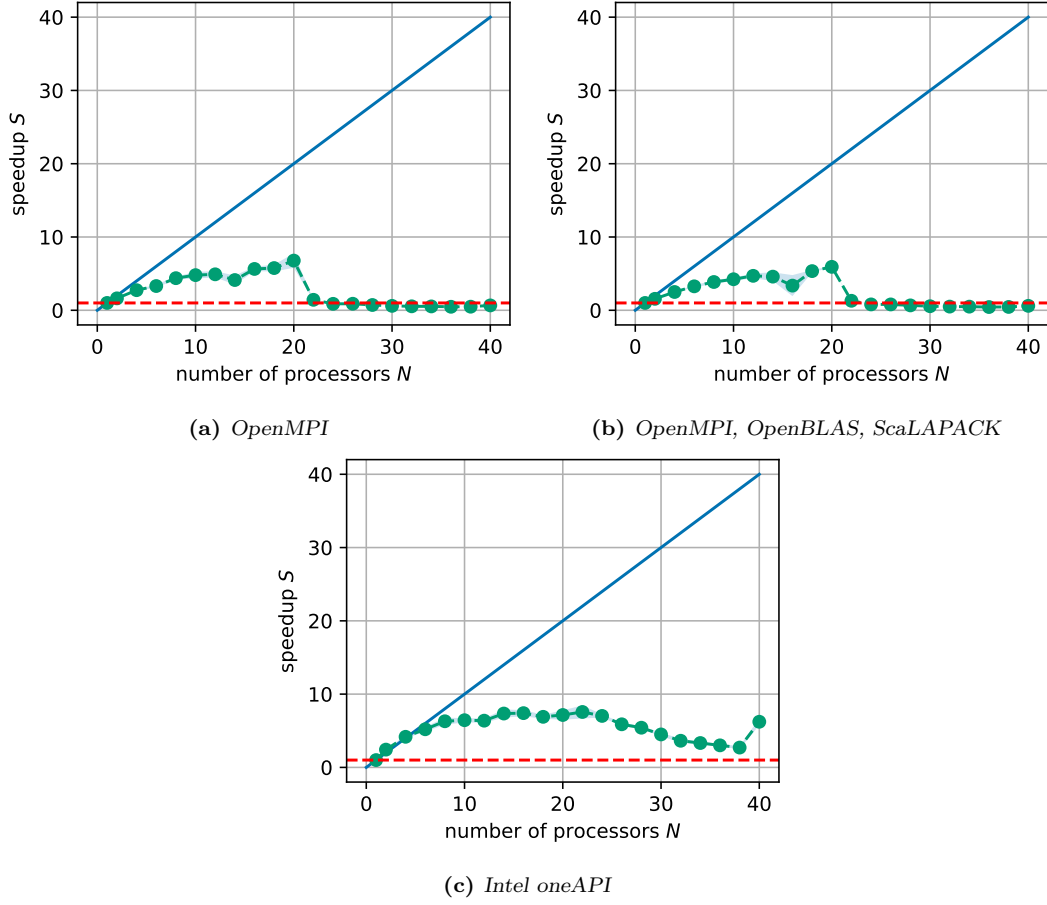 40
30
20
10
0
speedup S
0 10 20 30 40
number of processors N
(a) OpenMPI
40
30
20
10
0
speedup S
0 10 20 30 40
number of processors N
(b) OpenMPI, OpenBLAS, ScaLAPACK
40
30
20
10
0
speedup S
0 10 20 30 40
number of processors N
(c) Intel oneAPI